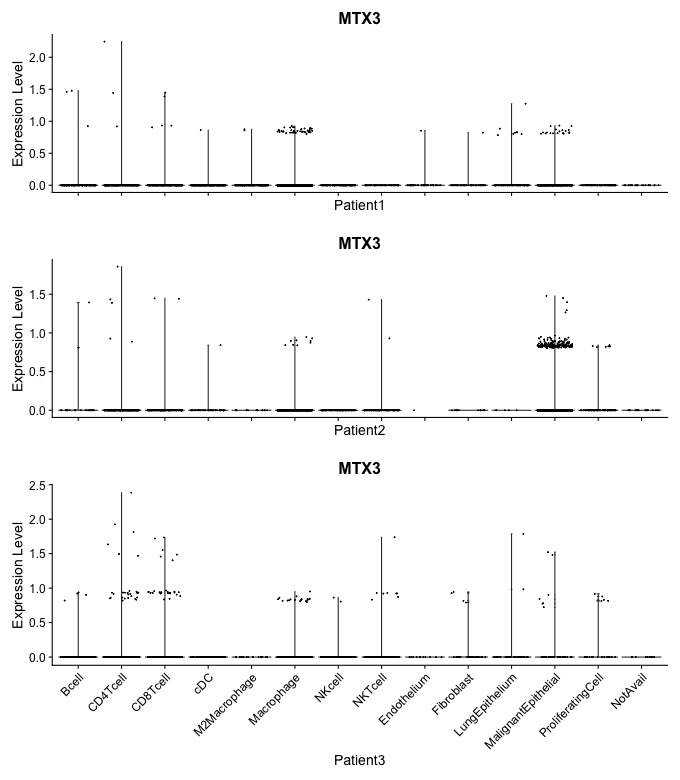 MTX3
Expression Level
2.0
1.5
1.0
0.5
0.0
Patient1
MTX3
Expression Level
1.5
1.0
0.5
0.0
Patient2
MTX3
Expression Level
2.5
2.0
1.5
1.0
0.5
0.0
Bcell
CD4Tcell
CD8Tcell
cDC
M2Macrophage
Macrophage
NKcell
NKTcell
Endothelium
Fibroblast
LungEpithelium
MalignantEpithelial
ProliferatingCell
NotAvail
Patient3